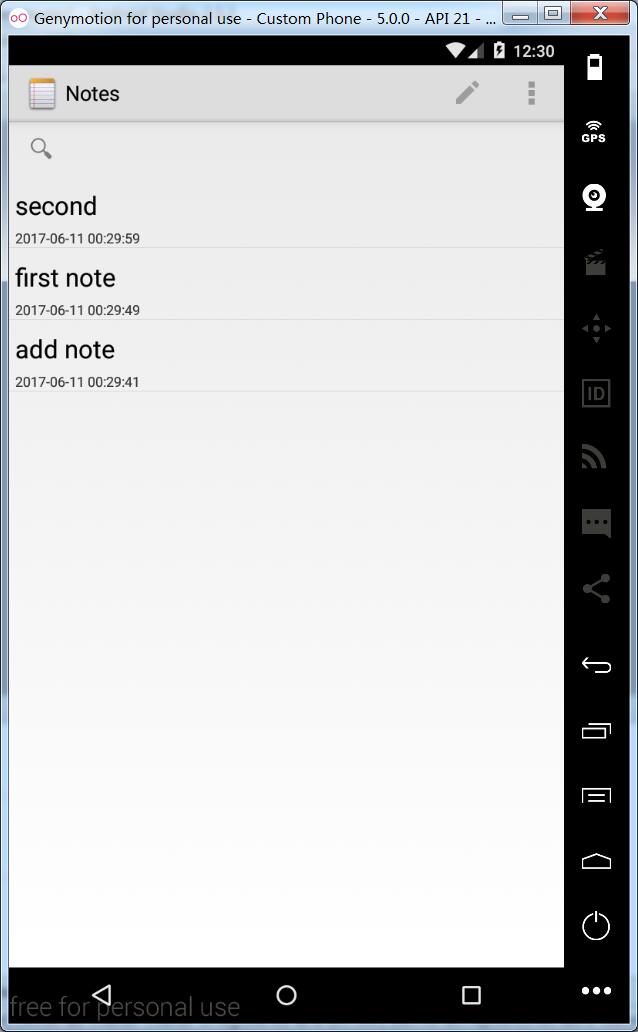 Genymotion for personal use - Custom Phone - 5.0.0 - API 21 - ...
12:30
Notes
GPS
second
2017-06-11 00:29:59
first note
2017-06-11 00:29:49
add note
2017-06-11 00:29:41
ID
free for personal use